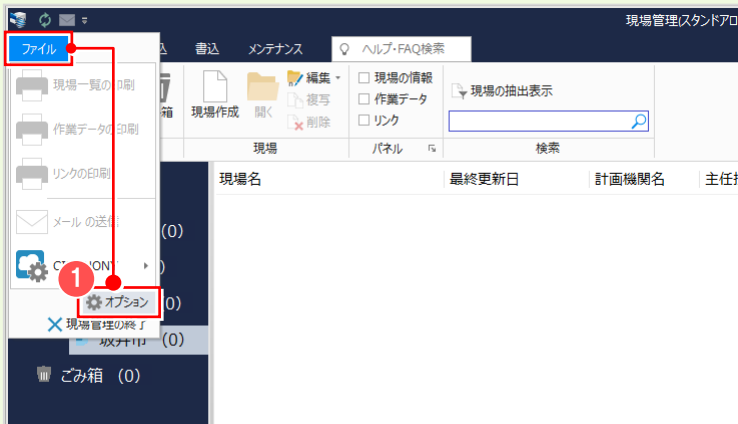 現場管理(スタンドアロ
ファイル
書込 メンテナンス ヘルプ・FAQ検索
現場一覧の印刷
作業データの印刷
リンクの印刷
メール の送信
オプション
現場管理の終了
1
箱
現場作成
開く
編集
複写
削除
現場
現場の情報
作業データ
リンク
パネル
現場の抽出表示
検索
現場名 最終更新日 計画機関名 主任技
(0)
(0)
坂井市 (0)
ごみ箱 (0)